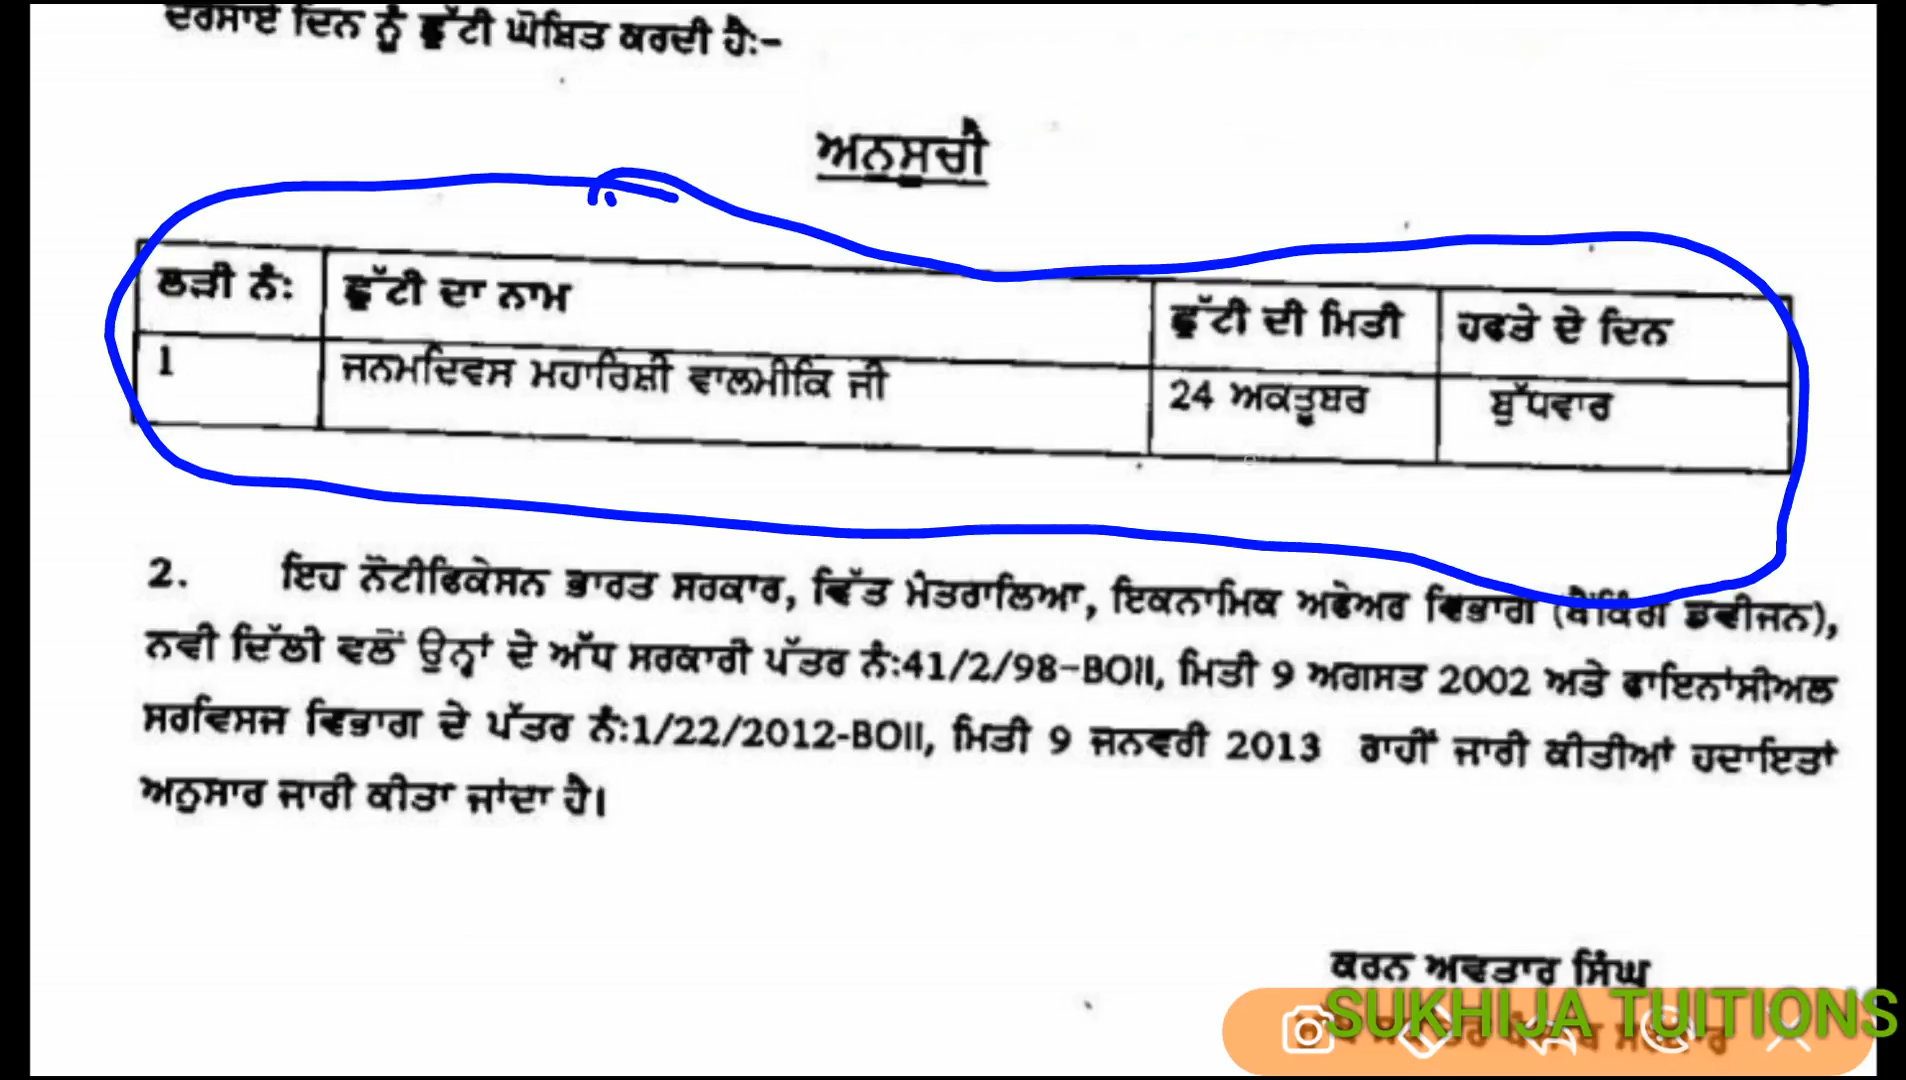 ਦਰਸਾਏ ਦਿਨ ਨੂੰ ਛੁੱਟੀ ਘੋਸ਼ਿਤ ਕਰਦੀ ਹੈ:-
ਅਨੁਸੂਚੀ
ਲੜੀ ਨੰ: ਛੁੱਟੀ ਦਾ ਨਾਮ ਛੁੱਟੀ ਦੀ ਮਿਤੀ ਹਫਤੇ ਦੇ ਦਿਨ
1 ਜਨਮਦਿਵਸ ਮਹਾਰਿਸ਼ੀ ਵਾਲਮੀਕਿ ਜੀ 24 ਅਕਤੂਬਰ ਬੁੱਧਵਾਰ
2. ਇਹ ਨੋਟੀਫਿਕੇਸਨ ਭਾਰਤ ਸਰਕਾਰ, ਵਿੱਤ ਮੰਤਰਾਲਿਆ, ਇਕਨਾਮਿਕ ਅਫੇਅਰ ਵਿਭਾਗ (ਬੈਂਕਿੰਗ ਡਵੀਜਨ),
ਨਵੀ ਦਿੱਲੀ ਵਲੋਂ ਉਨ੍ਹਾਂ ਦੇ ਅੱਧ ਸਰਕਾਰੀ ਪੱਤਰ ਨੰ:41/2/98-BOII, ਮਿਤੀ 9 ਅਗਸਤ 2002 ਅਤੇ ਫਾਇਨਾਂਸੀਅਲ
ਸਰਵਿਸਜ ਵਿਭਾਗ ਦੇ ਪੱਤਰ ਨੰ:1/22/2012-BOII, ਮਿਤੀ 9 ਜਨਵਰੀ 2013 ਰਾਹੀਂ ਜਾਰੀ ਕੀਤੀਆਂ ਹਦਾਇਤਾਂ
ਅਨੁਸਾਰ ਜਾਰੀ ਕੀਤਾ ਜਾਂਦਾ ਹੈ।
ਕਰਨ ਅਵਤਾਰ ਸਿੰਘ
SUKHIJA TUITIONS